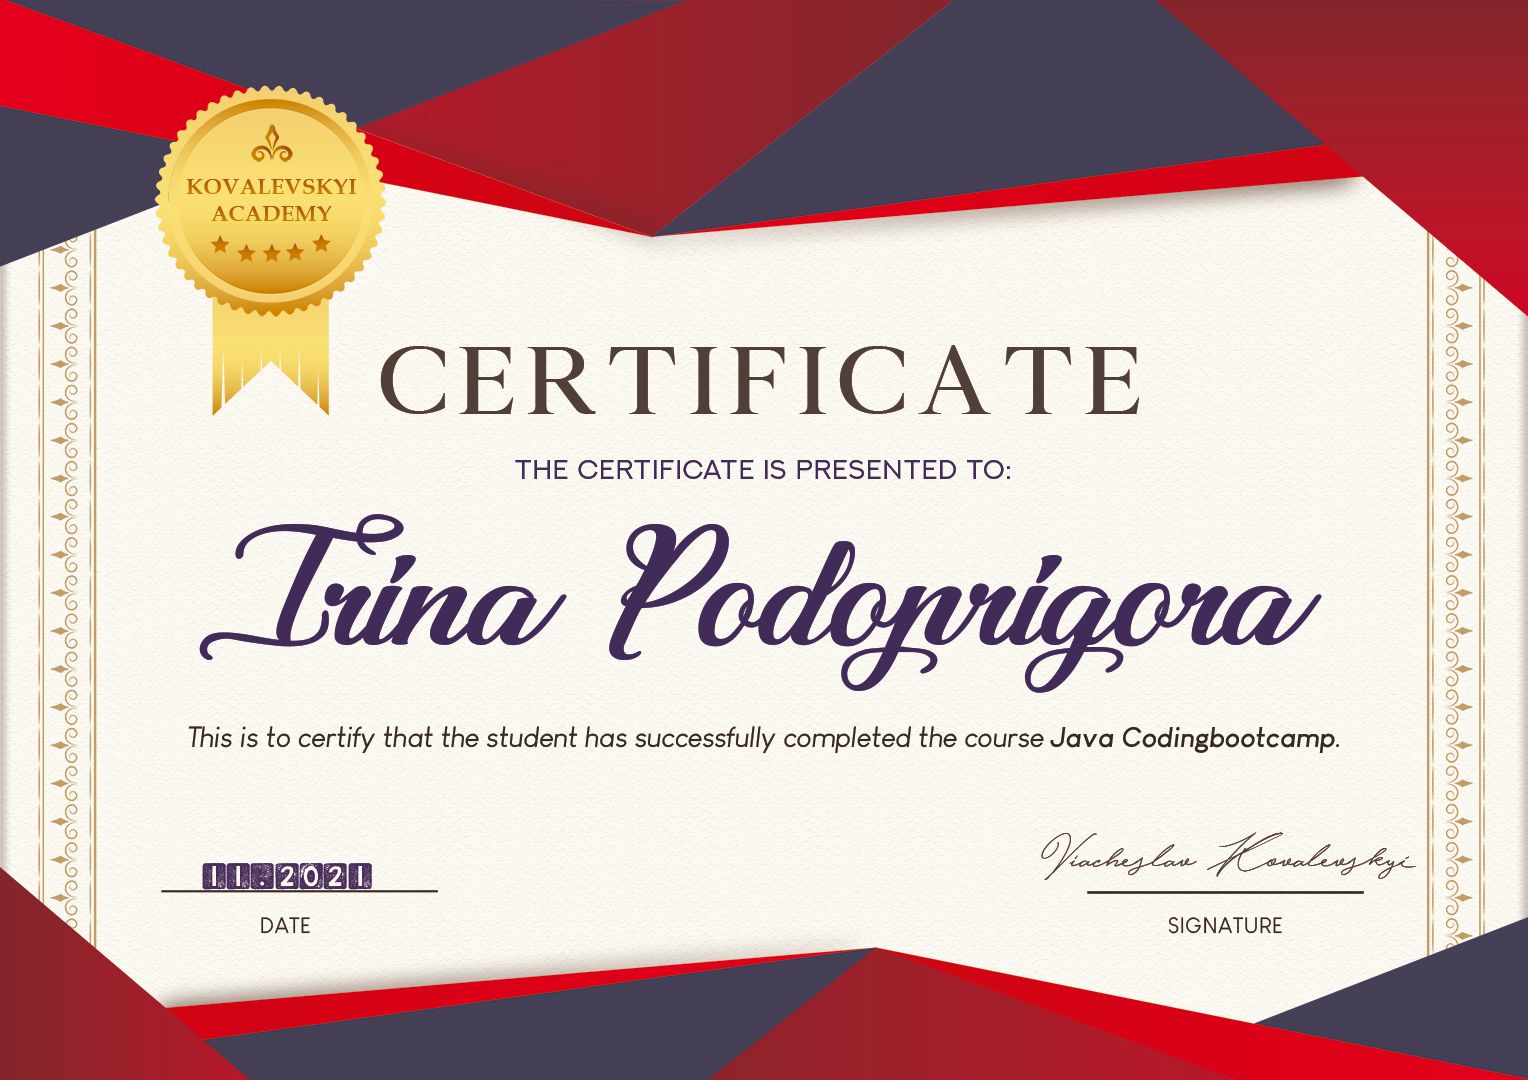 KOVALEVSKYI
ACADEMY
CERTIFICATE
THE CERTIFICATE IS PRESENTED TO:
Irina Podoprigora
This is to certify that the student has successfully completed the course Java Codingbootcamp.
11.2021
DATE
Viacheslav Kovalevskyi
SIGNATURE